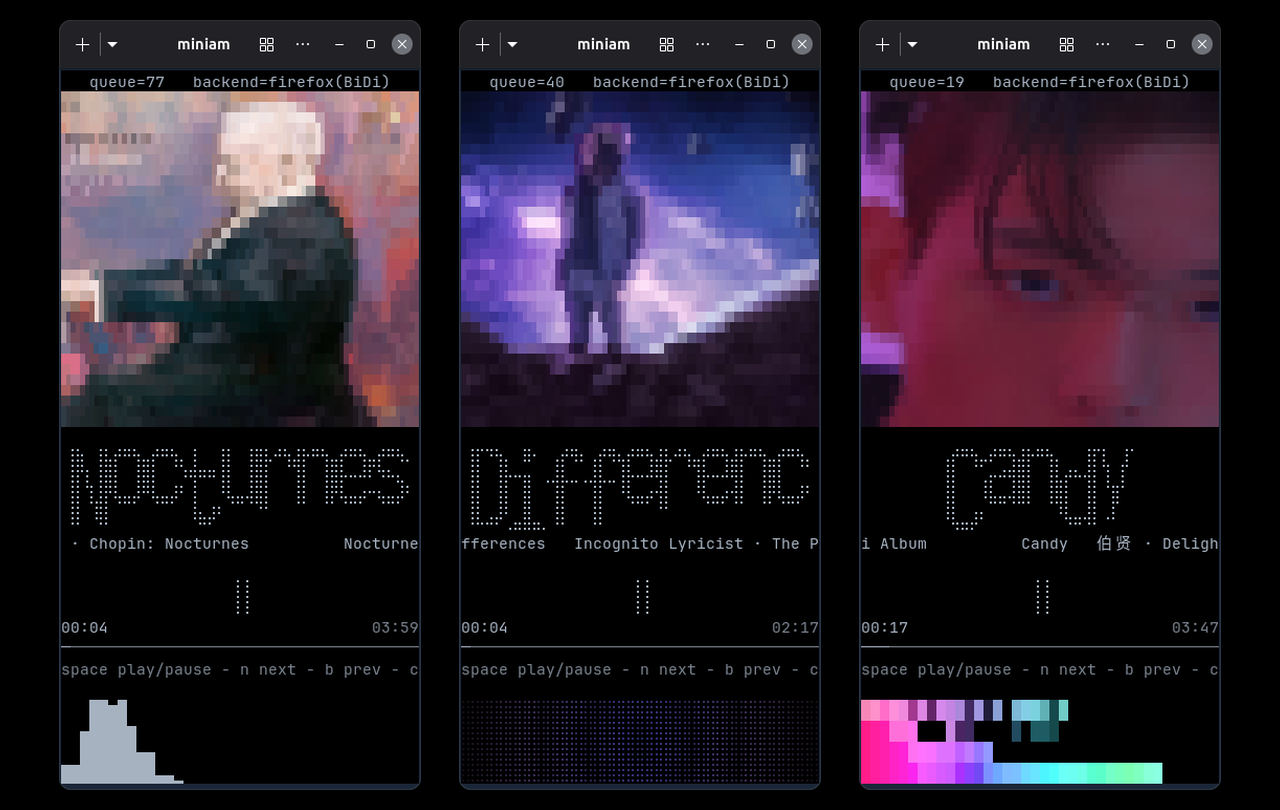 miniam
queue=77 backend=firefox(BiDi)
Nocturnes
· Chopin: Nocturnes Nocturne
00:04 03:59
space play/pause - n next - b prev - c
miniam
queue=40 backend=firefox(BiDi)
Differenc
fferences Incognito Lyricist · The P
00:04 02:17
space play/pause - n next - b prev - c
miniam
queue=19 backend=firefox(BiDi)
Candy
i Album Candy 伯贤 · Deligh
00:17 03:47
space play/pause - n next - b prev - c